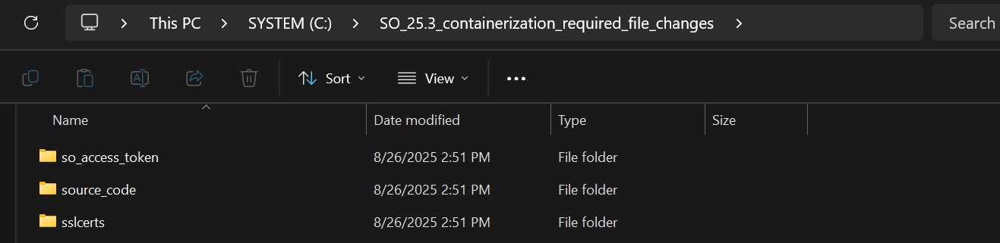 This PC > SYSTEM (C:) > SO_25.3_containerization_required_file_changes > Search
Sort View
Name Date modified Type Size
so_access_token 8/26/2025 2:51 PM File folder
source_code 8/26/2025 2:51 PM File folder
sslcerts 8/26/2025 2:51 PM File folder